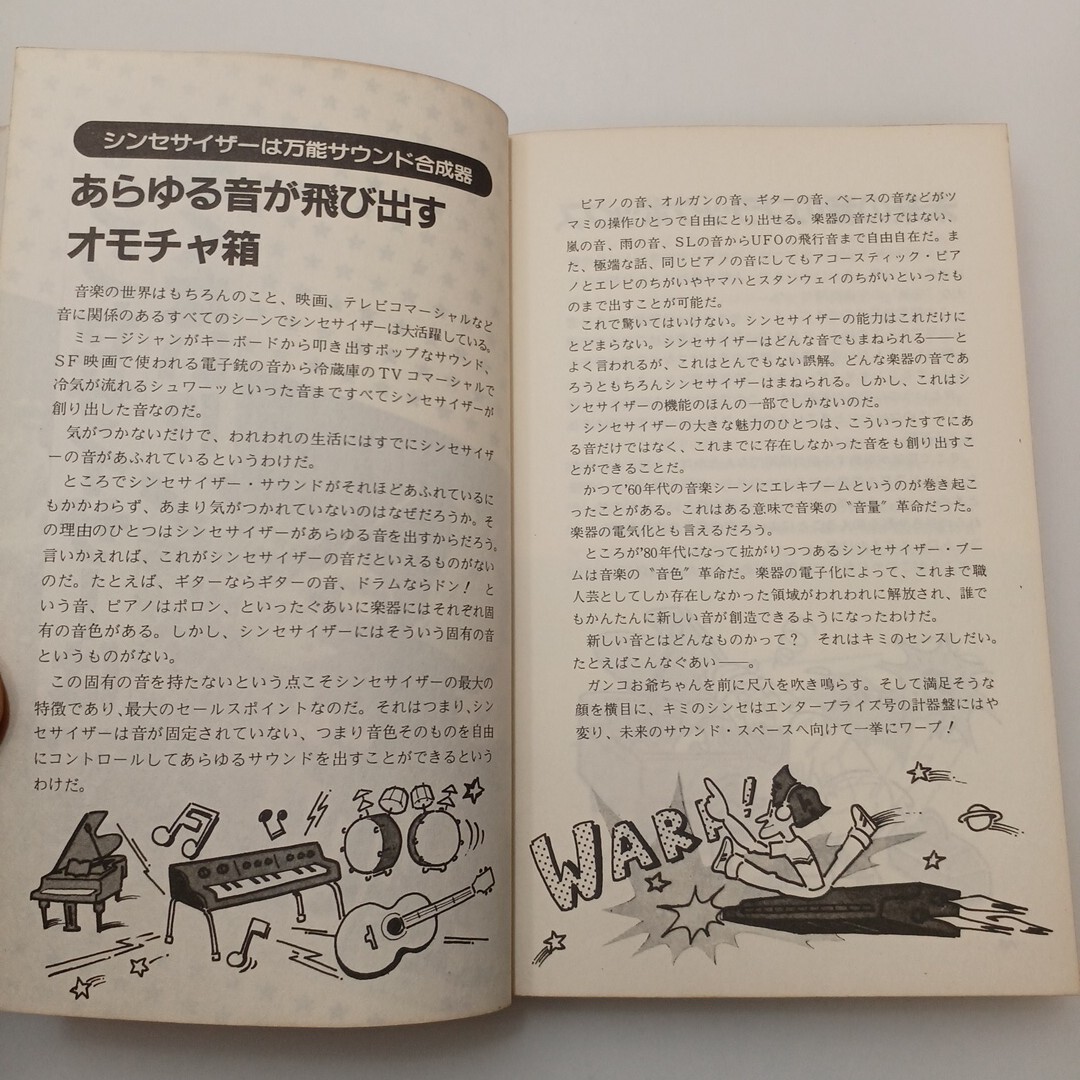 シンセサイザーは万能サウンド合成器
あらゆる音が飛び出す
オモチャ箱
音楽の世界はもちろんのこと、映画、テレビコマーシャルなど
音に関係のあるすべてのシーンでシンセサイザーは大活躍している。
ミュージシャンがキーボードから叩き出すポップなサウンド、
SF映画で使われる電子銃の音から冷蔵庫のTVコマーシャルで
冷気が流れるシュワーッといった音まですべてシンセサイザーが
創り出した音なのだ。
気がつかないだけで、われわれの生活にはすでにシンセサイザ
ーの音があふれているというわけだ。
ところでシンセサイザー・サウンドがそれほどあふれているに
もかかわらず、あまり気がつかれていないのはなぜだろうか。そ
の理由のひとつはシンセサイザーがあらゆる音を出すからだろう。
言いかえれば、これがシンセサイザーの音だといえるものがない
のだ。たとえば、ギターならギターの音、ドラムならドン! と
いう音、ピアノはポロン、といったぐあいに楽器にはそれぞれ固
有の音色がある。しかし、シンセサイザーにはそういう固有の音
というものがない。
この固有の音を持たないという点こそシンセサイザーの最大の
特徴であり、最大のセールスポイントなのだ。それはつまり、シン
セサイザーは音が固定されていない、つまり音色そのものを自由
にコントロールしてあらゆるサウンドを出すことができるという
わけだ。
ピアノの音、オルガンの音、ギターの音、ベースの音などがツ
マミの操作ひとつで自由にとり出せる。楽器の音だけではない、
嵐の音、雨の音、SLの音からUFOの飛行音まで自由自在だ。ま
た、極端な話、同じピアノの音にしてもアコースティック・ピア
ノとエレピのちがいやヤマハとスタンウェイのちがいといったも
のまで出すことが可能だ。
これで驚いてはいけない。シンセサイザーの能力はこれだけに
とどまらない。シンセサイザーはどんな音でもまねられる——と
よく言われるが、これはとんでもない誤解。どんな楽器の音であ
ろうともちろんシンセサイザーはまねられる。しかし、これはシ
ンセサイザーの機能のほんの一部でしかないのだ。
シンセサイザーの大きな魅力のひとつは、こういったすでにあ
る音だけではなく、これまでに存在しなかった音をも創り出すこ
とができることだ。
かつて'60年代の音楽シーンにエレキブームというのが巻き起こ
ったことがある。これはある意味で音楽の〝音量〟革命だった。
楽器の電気化とも言えるだろう。
ところが'80年代になって拡がりつつあるシンセサイザー・ブー
ムは音楽の〝音色〟革命だ。楽器の電子化によって、これまで職
人芸としてしか存在しなかった領域がわれわれに解放され、誰で
もかんたんに新しい音が創造できるようになったわけだ。
新しい音とはどんなものかって? それはキミのセンスしだい。
たとえばこんなぐあい——。
ガンコお爺ちゃんを前に尺八を吹き鳴らす。そして満足そうな
顔を横目に、キミのシンセはエンタープライズ号の計器盤にはや
変り、未来のサウンド・スペースへ向けて一挙にワープ!
WARP!